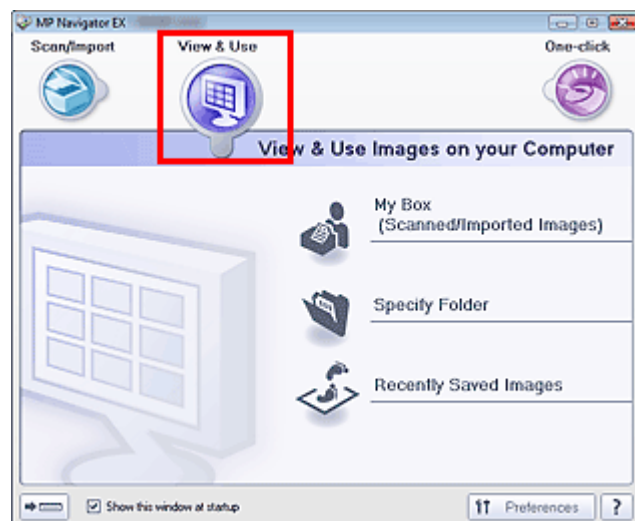 MP Navigator EX
Scan/Import
View & Use
One-click
View & Use Images on your Computer
My Box
(Scanned/Imported Images)
Specify Folder
Recently Saved Images
Show this window at startup
Preferences
?